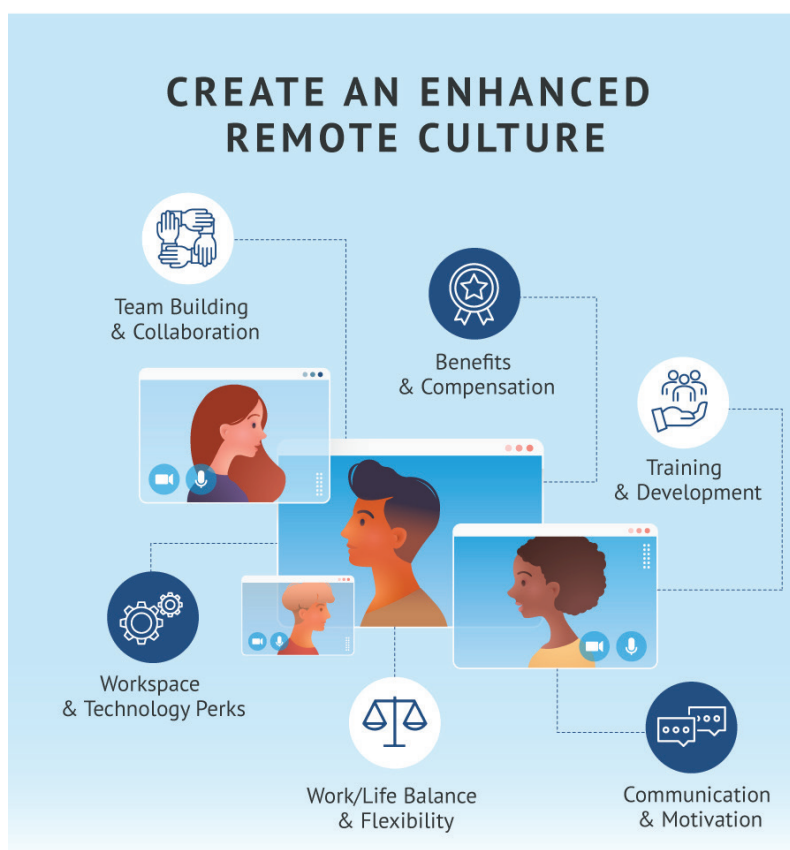 CREATE AN ENHANCED
REMOTE CULTURE
Team Building
& Collaboration
Benefits
& Compensation
Training
& Development
Workspace
& Technology Perks
Work/Life Balance
& Flexibility
Communication
& Motivation